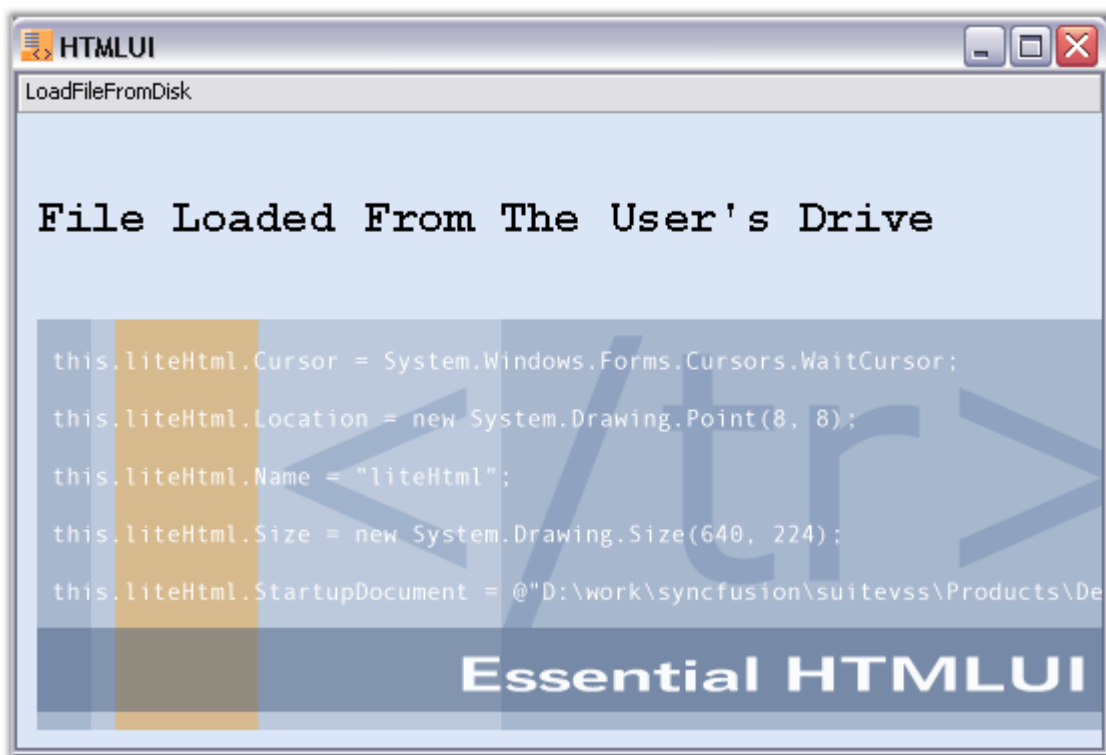 HTMLUI
LoadFileFromDisk
File Loaded From The User's Drive
</tr>
this.liteHtml.Cursor = System.Windows.Forms.Cursors.WaitCursor;
this.liteHtml.Location = new System.Drawing.Point(8, 8);
this.liteHtml.Name = "liteHtml";
this.liteHtml.Size = new System.Drawing.Size(640, 224);
this.liteHtml.StartupDocument = @"D:\work\syncfusion\suitevss\Products\De
Essential HTMLUI